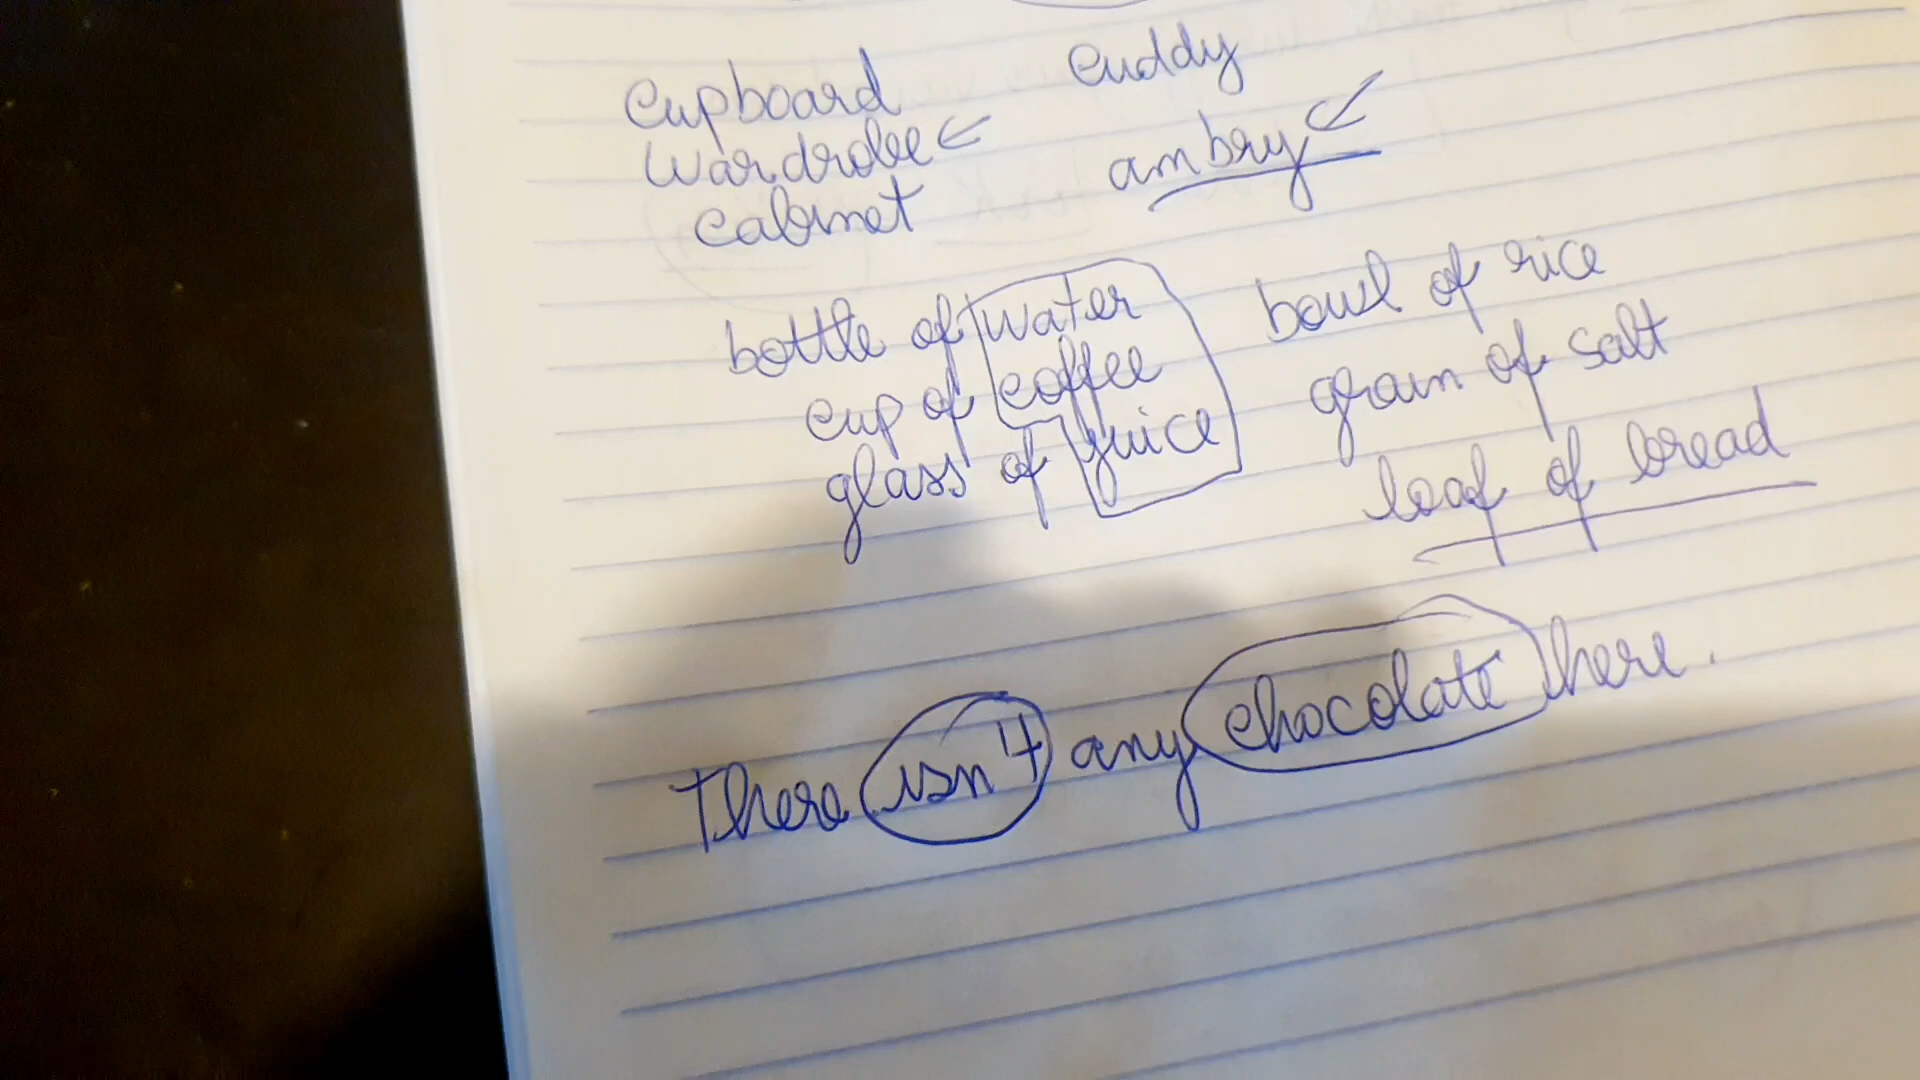 Cupboard
Wardrobe
Cabinet
Cuddy
ambry
bottle of water
cup of coffee
glass of juice
bowl of rice
grain of salt
loaf of bread
There isn't any chocolate here.